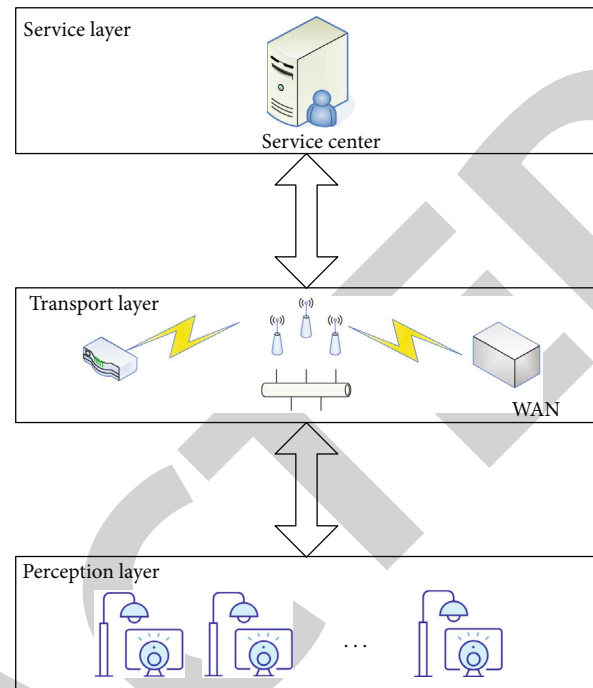 Service layer
Service center
Transport layer
WAN
Perception layer
...